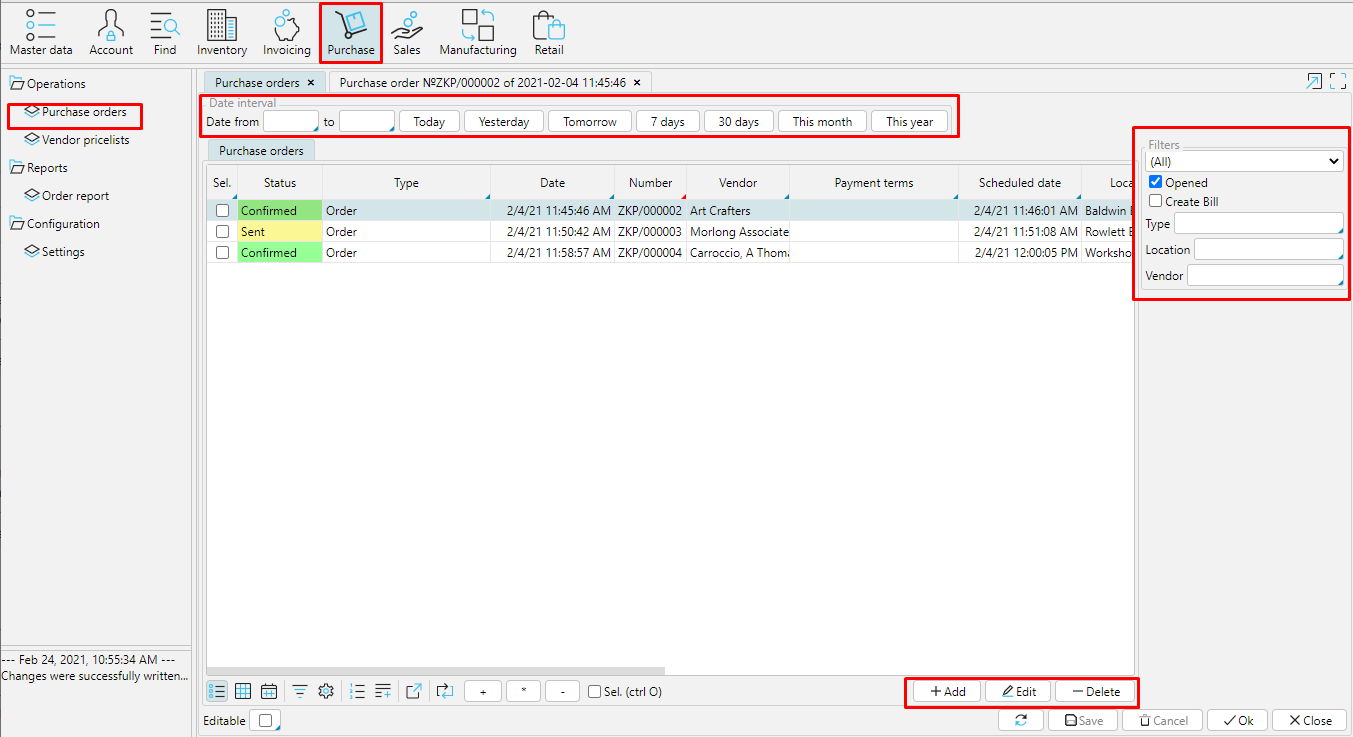 Master data Account Find Inventory Invoicing Purchase Sales Manufacturing Retail
Operations
Purchase orders
Vendor pricelists
Reports
Order report
Configuration
Settings
--- Feb 24, 2021, 10:55:34 AM ---
Changes were successfully written...
Purchase orders × Purchase order №ZKP/000002 of 2021-02-04 11:45:46 ×
Date interval
Date from to Today Yesterday Tomorrow 7 days 30 days This month This year
Purchase orders
Sel. Status Type Date Number Vendor Payment terms Scheduled date Loca
Confirmed Order 2/4/21 11:45:46 AM ZKP/000002 Art Crafters 2/4/21 11:46:01 AM Baldwin
Sent Order 2/4/21 11:50:42 AM ZKP/000003 Morlong Associate 2/4/21 11:51:08 AM Rowlett
Confirmed Order 2/4/21 11:58:57 AM ZKP/000004 Carroccio, A Thoma 2/4/21 12:00:05 PM Worksho
Filters
(All)
Opened
Create Bill
Type
Location
Vendor
+ * - Sel. (ctrl O) Add Edit Delete
Editable Save Cancel Ok Close